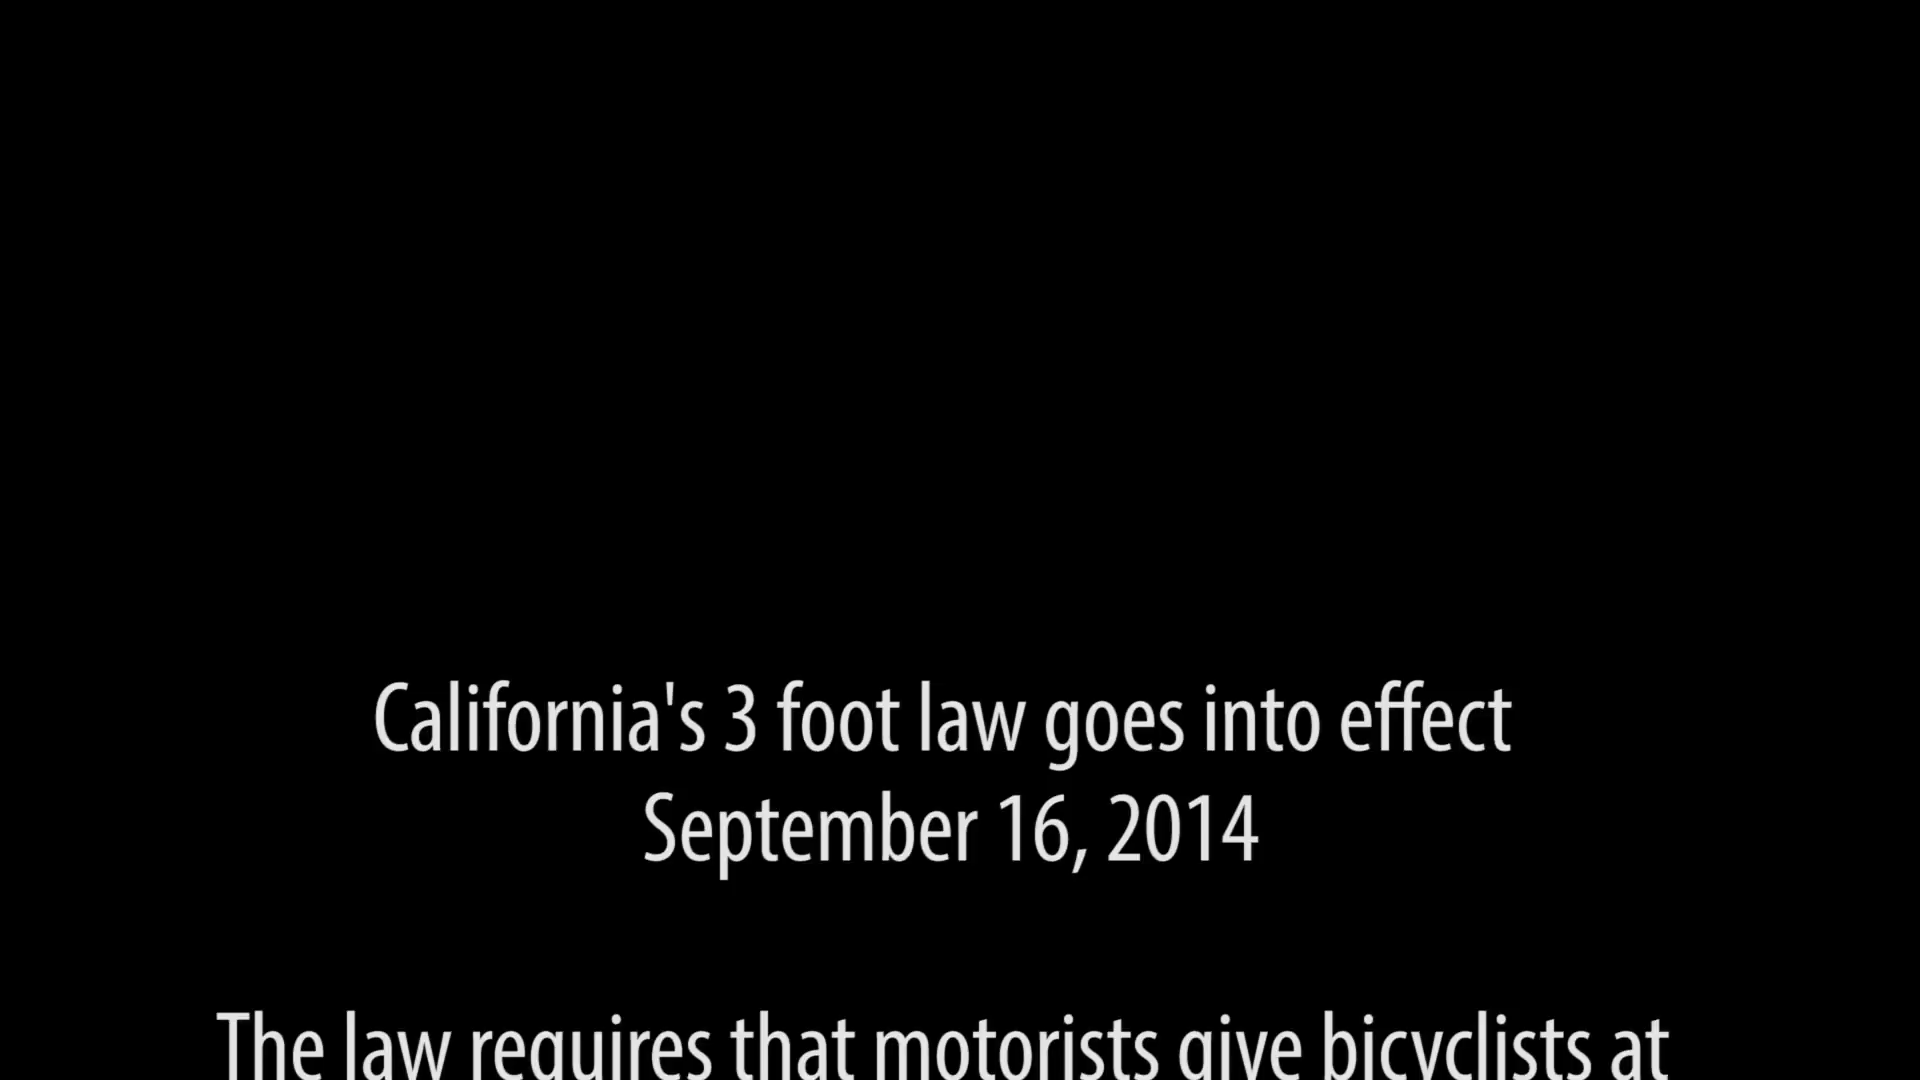 California's 3 foot law goes into effect
September 16, 2014
The law requires that motorists give bicyclists at